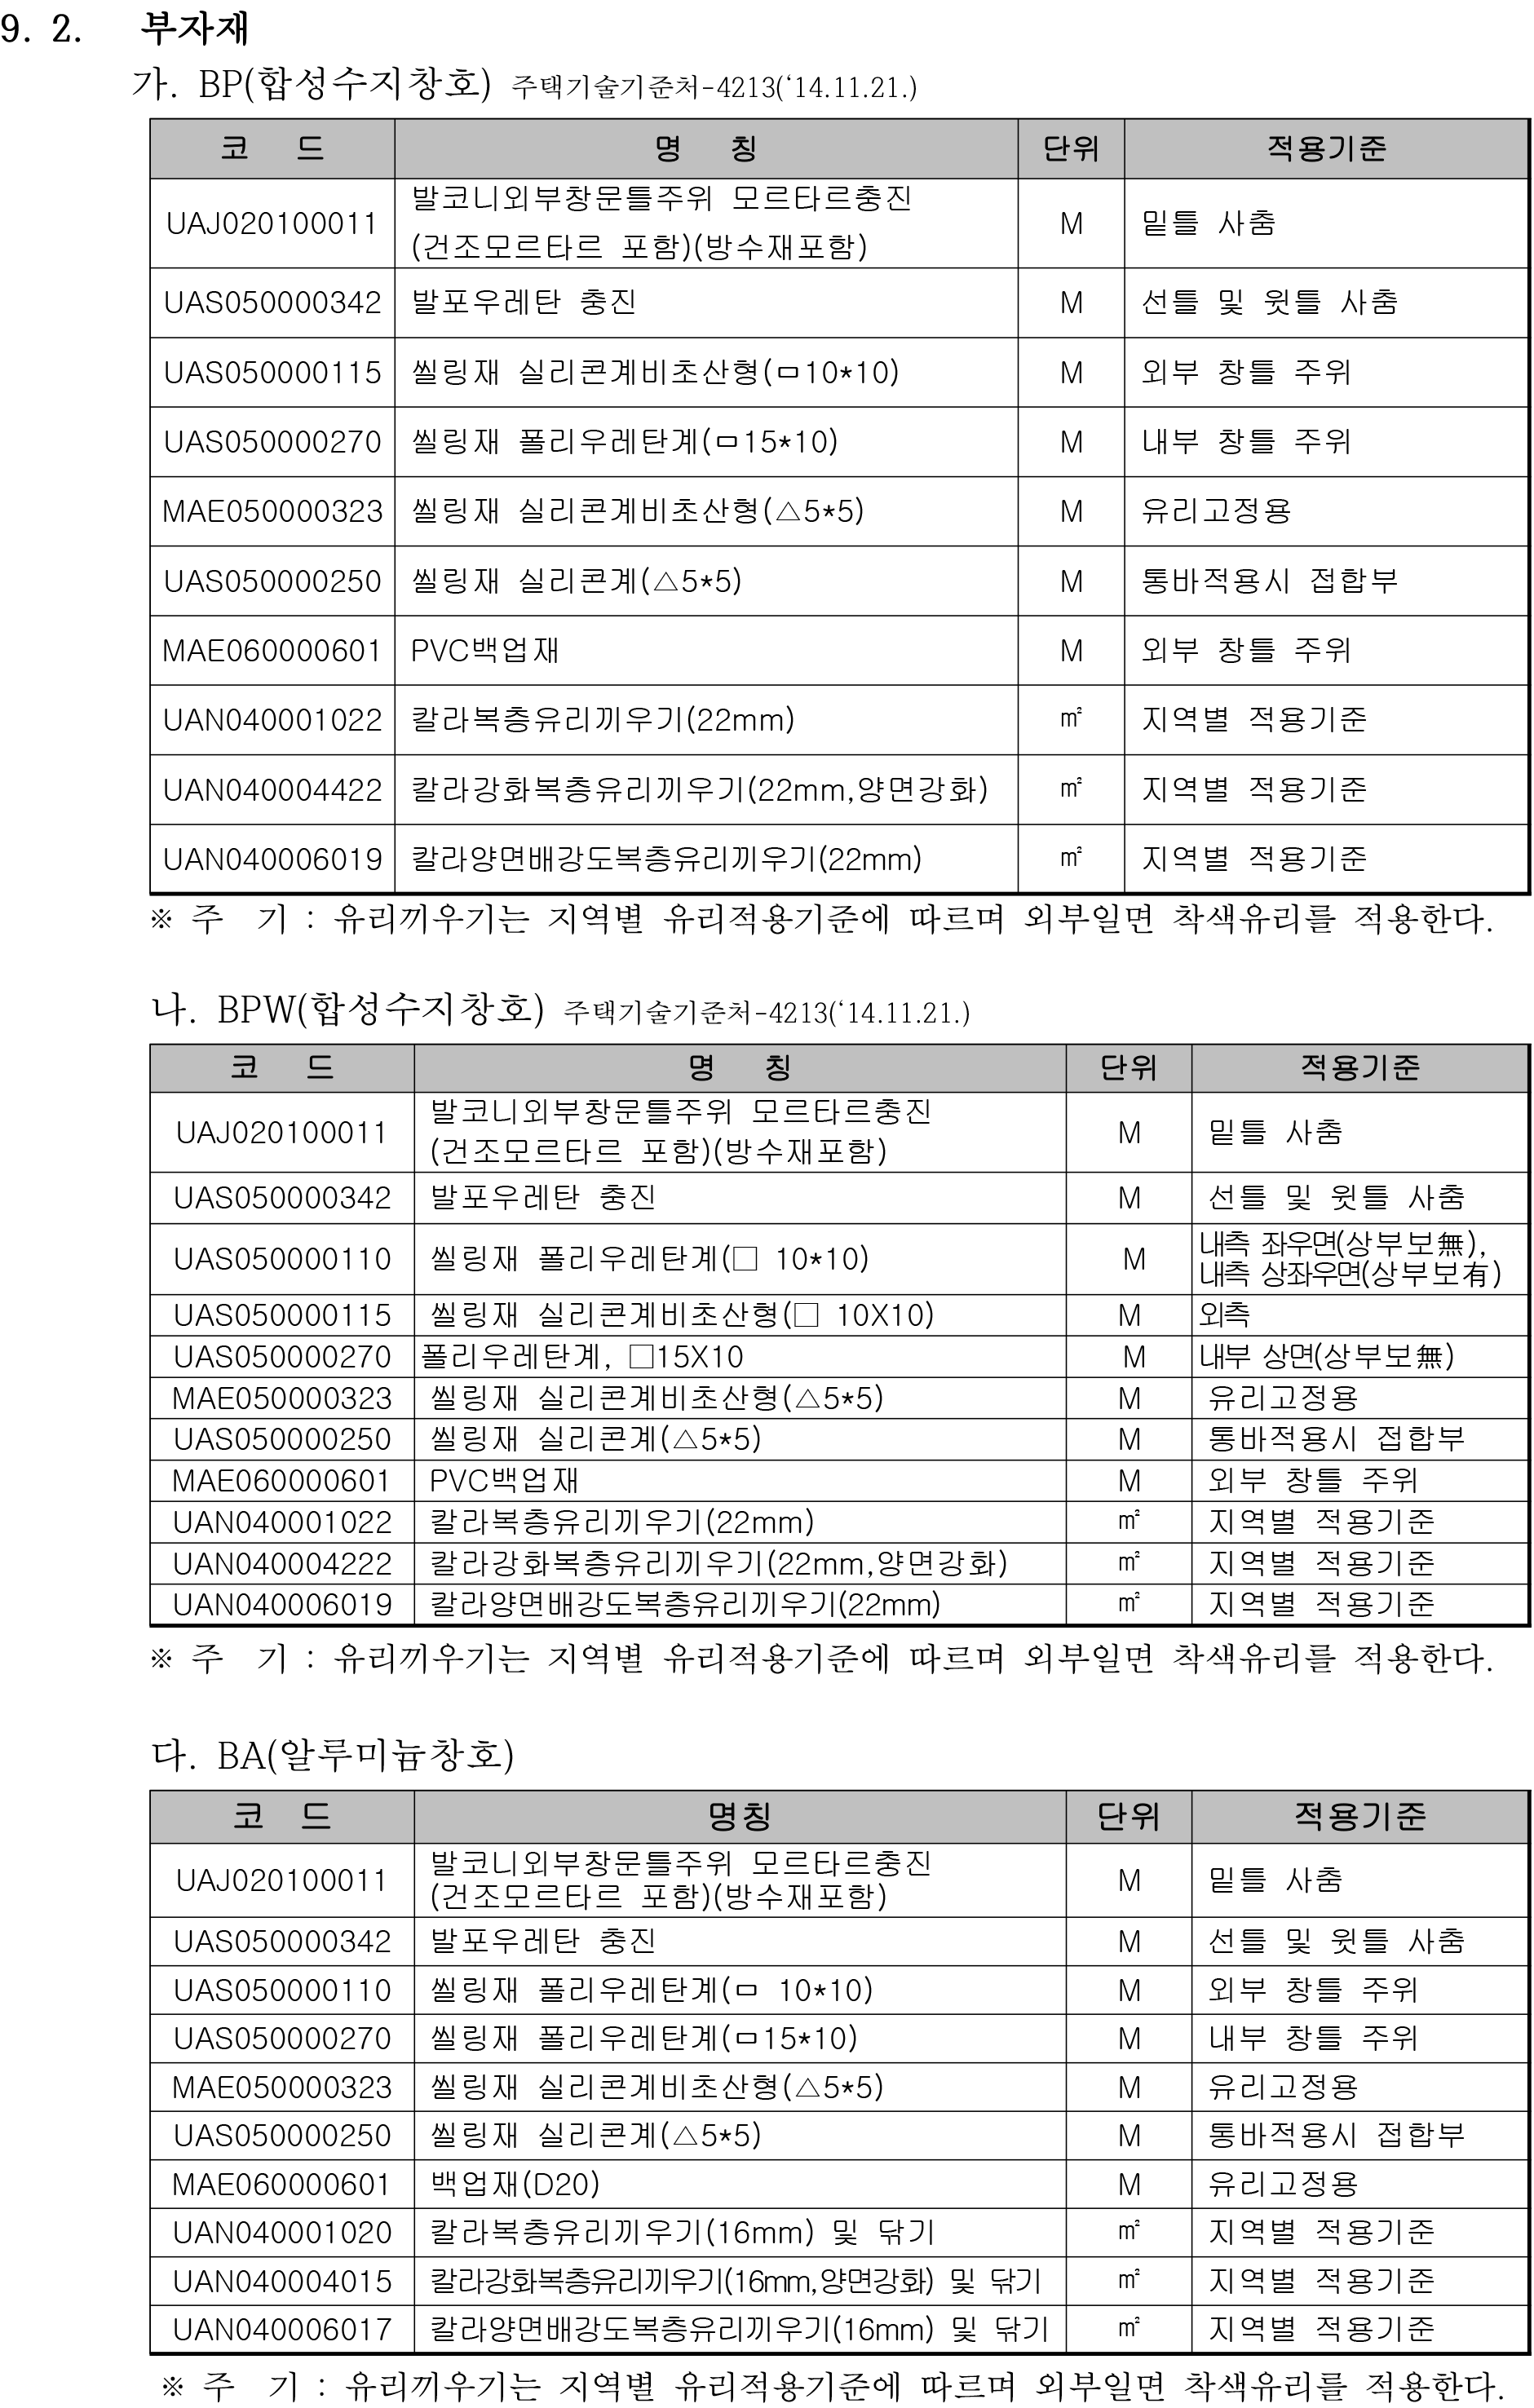 9. 2. 부자재
가. BP(합성수지창호) 주택기술기준처-4213(‘14.11.21.)
코 드 명 칭 단위 적용기준
UAJ020100011 발코니외부창문틀주위 모르타르충진 (건조모르타르 포함)(방수재포함) M 밑틀 사춤
UAS050000342 발포우레탄 충진 M 선틀 및 윗틀 사춤
UAS050000115 씰링재 실리콘계비초산형(ㅁ10*10) M 외부 창틀 주위
UAS050000270 씰링재 폴리우레탄계(ㅁ15*10) M 내부 창틀 주위
MAE050000323 씰링재 실리콘계비초산형(△5*5) M 유리고정용
UAS050000250 씰링재 실리콘계(△5*5) M 통바적용시 접합부
MAE060000601 PVC백업재 M 외부 창틀 주위
UAN040001022 칼라복층유리끼우기(22mm) ㎡ 지역별 적용기준
UAN040004422 칼라강화복층유리끼우기(22mm,양면강화) ㎡ 지역별 적용기준
UAN040006019 칼라양면배강도복층유리끼우기(22mm) ㎡ 지역별 적용기준
※ 주 기 : 유리끼우기는 지역별 유리적용기준에 따르며 외부일면 착색유리를 적용한다.
나. BPW(합성수지창호) 주택기술기준처-4213(‘14.11.21.)
코 드 명 칭 단위 적용기준
UAJ020100011 발코니외부창문틀주위 모르타르충진 (건조모르타르 포함)(방수재포함) M 밑틀 사춤
UAS050000342 발포우레탄 충진 M 선틀 및 윗틀 사춤
UAS050000110 씰링재 폴리우레탄계(□ 10*10) M 내측 좌우면(상부보無), 내측 상좌우면(상부보有)
UAS050000115 씰링재 실리콘계비초산형(□ 10X10) M 외측
UAS050000270 폴리우레탄계, □15X10 M 내부 상면(상부보無)
MAE050000323 씰링재 실리콘계비초산형(△5*5) M 유리고정용
UAS050000250 씰링재 실리콘계(△5*5) M 통바적용시 접합부
MAE060000601 PVC백업재 M 외부 창틀 주위
UAN040001022 칼라복층유리끼우기(22mm) ㎡ 지역별 적용기준
UAN040004222 칼라강화복층유리끼우기(22mm,양면강화) ㎡ 지역별 적용기준
UAN040006019 칼라양면배강도복층유리끼우기(22mm) ㎡ 지역별 적용기준
※ 주 기 : 유리끼우기는 지역별 유리적용기준에 따르며 외부일면 착색유리를 적용한다.
다. BA(알루미늄창호)
코 드 명칭 단위 적용기준
UAJ020100011 발코니외부창문틀주위 모르타르충진 (건조모르타르 포함)(방수재포함) M 밑틀 사춤
UAS050000342 발포우레탄 충진 M 선틀 및 윗틀 사춤
UAS050000110 씰링재 폴리우레탄계(ㅁ 10*10) M 외부 창틀 주위
UAS050000270 씰링재 폴리우레탄계(ㅁ15*10) M 내부 창틀 주위
MAE050000323 씰링재 실리콘계비초산형(△5*5) M 유리고정용
UAS050000250 씰링재 실리콘계(△5*5) M 통바적용시 접합부
MAE060000601 백업재(D20) M 유리고정용
UAN040001020 칼라복층유리끼우기(16mm) 및 닦기 ㎡ 지역별 적용기준
UAN040004015 칼라강화복층유리끼우기(16mm,양면강화) 및 닦기 ㎡ 지역별 적용기준
UAN040006017 칼라양면배강도복층유리끼우기(16mm) 및 닦기 ㎡ 지역별 적용기준
※ 주 기 : 유리끼우기는 지역별 유리적용기준에 따르며 외부일면 착색유리를 적용한다.